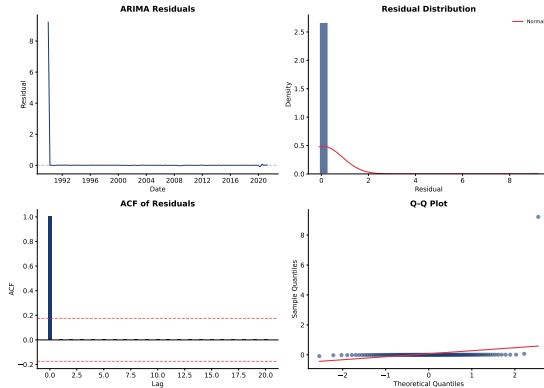 ARIMA Residuals
Residual
8
6
4
2
0
1992 1996 2000 2004 2008 2012 2016 2020
Date
Residual Distribution
Normal
Density
2.5
2.0
1.5
1.0
0.5
0.0
0 2 4 6 8
Residual
ACF of Residuals
ACF
1.0
0.8
0.6
0.4
0.2
0.0
−0.2
0.0 2.5 5.0 7.5 10.0 12.5 15.0 17.5 20.0
Lag
Q-Q Plot
Sample Quantiles
8
6
4
2
0
−2 −1 0 1 2
Theoretical Quantiles